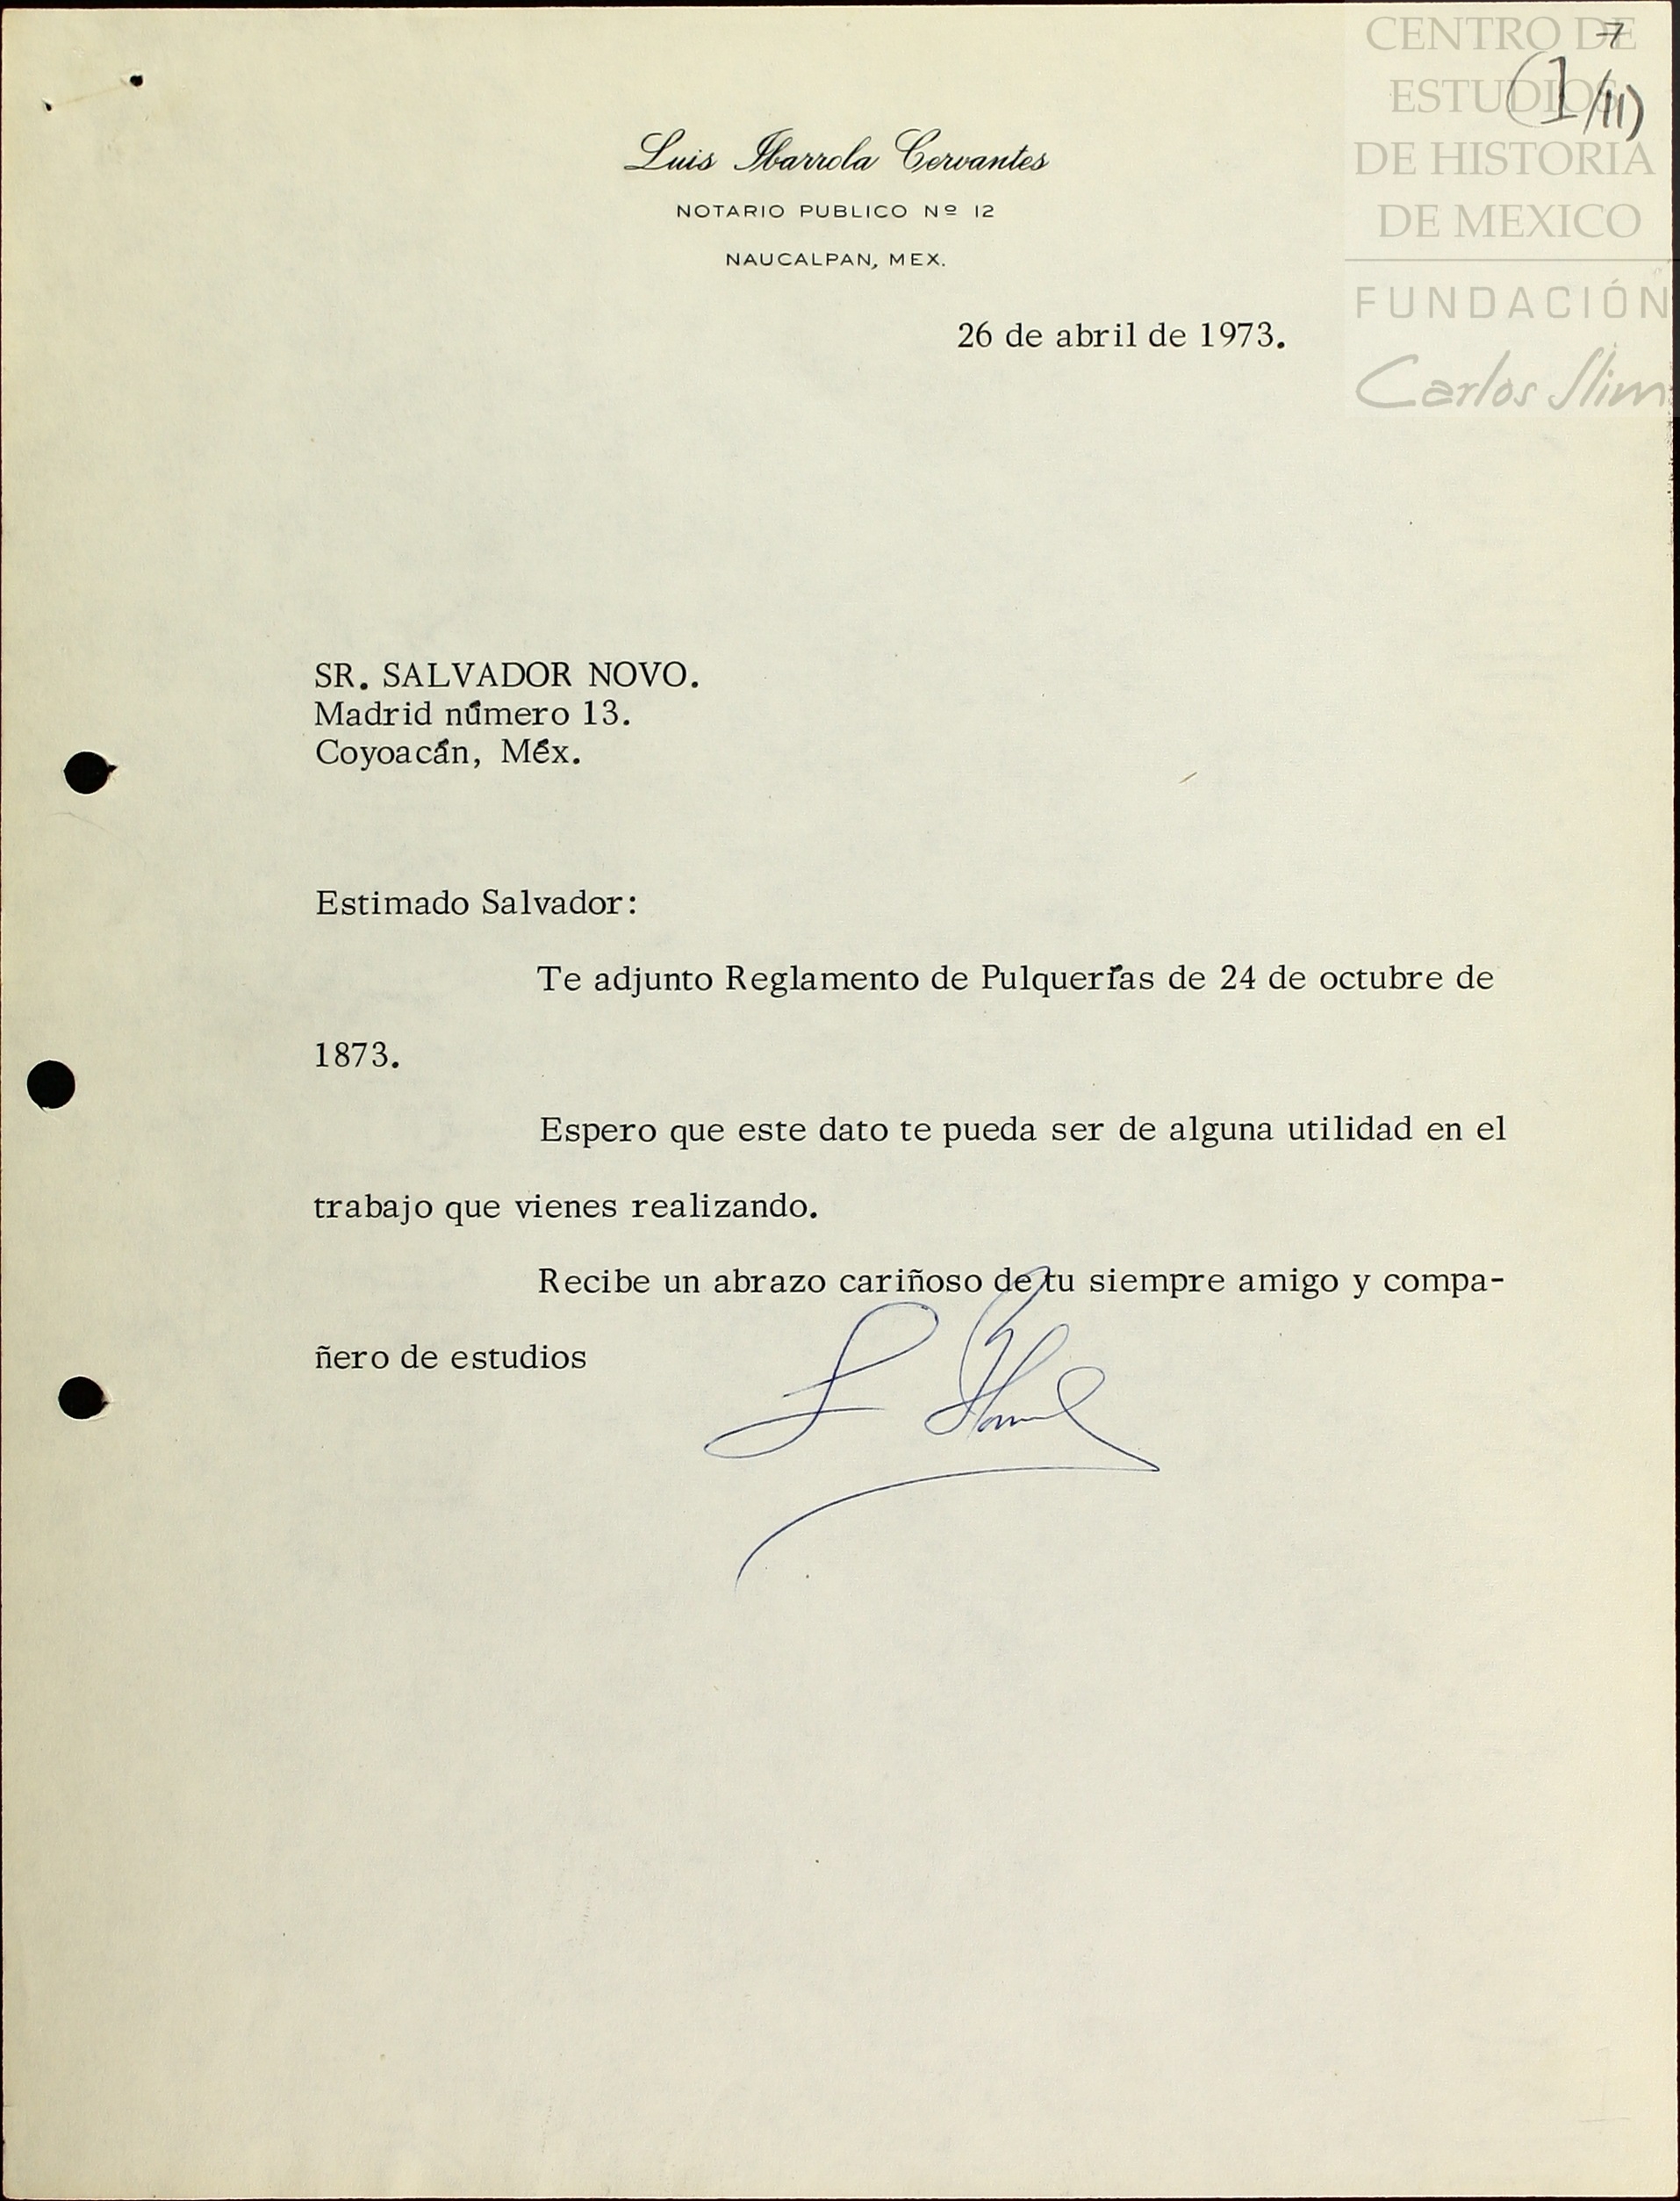 CENTRO DE
ESTUDIOS
DE HISTORIA
DE MEXICO
FUNDACIÓN
Carlos Slim
7
(1/11)
Luis Ibarrola Cervantes
NOTARIO PUBLICO Nº 12
NAUCALPAN, MEX.
26 de abril de 1973.
SR. SALVADOR NOVO.
Madrid número 13.
Coyoacán, Méx.
Estimado Salvador:
Te adjunto Reglamento de Pulquerías de 24 de octubre de
1873.
Espero que este dato te pueda ser de alguna utilidad en el
trabajo que vienes realizando.
Recibe un abrazo cariñoso de tu siempre amigo y compa-
ñero de estudios